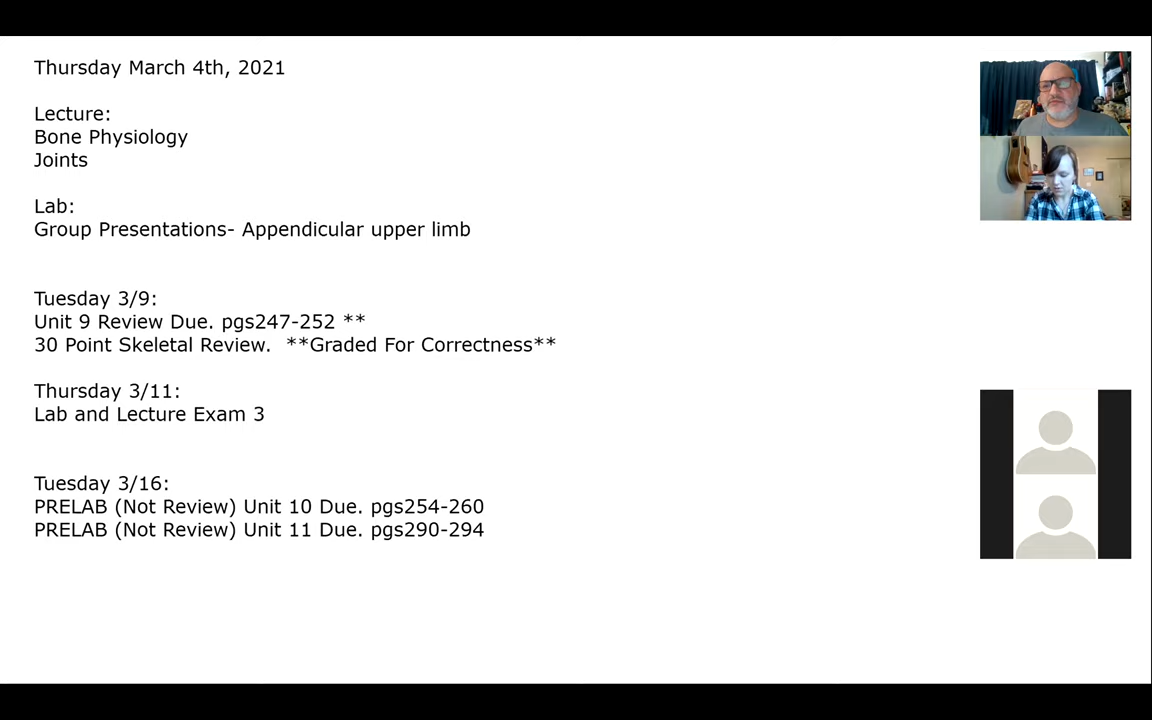 Thursday March 4th, 2021
Lecture:
Bone Physiology
Joints
Lab:
Group Presentations- Appendicular upper limb
Tuesday 3/9:
Unit 9 Review Due. pgs247-252 **
30 Point Skeletal Review.  **Graded For Correctness**
Thursday 3/11:
Lab and Lecture Exam 3
Tuesday 3/16:
PRELAB (Not Review) Unit 10 Due. pgs254-260
PRELAB (Not Review) Unit 11 Due. pgs290-294